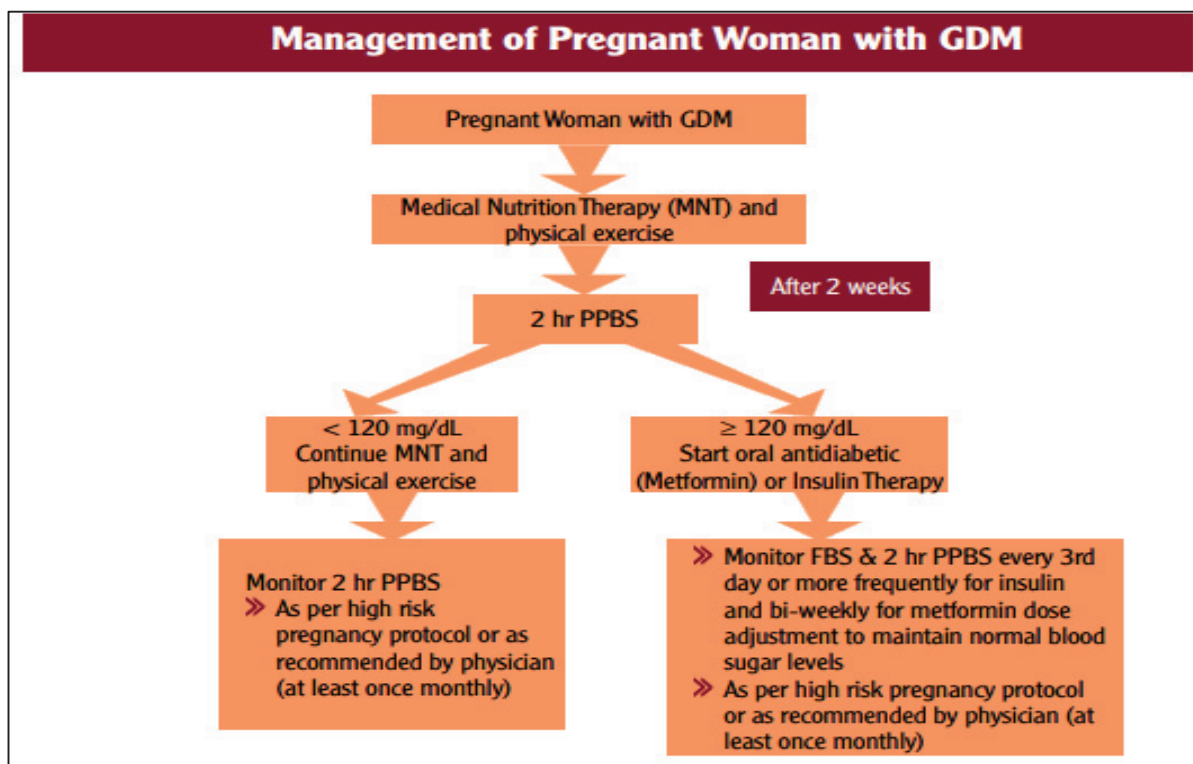 Management of Pregnant Woman with GDM
Pregnant Woman with GDM
Medical Nutrition Therapy (MNT) and
physical exercise
After 2 weeks
2 hr PPBS
< 120 mg/dL
Continue MNT and
physical exercise
≥ 120 mg/dL
Start oral antidiabetic
(Metformin) or Insulin Therapy
Monitor 2 hr PPBS
» As per high risk
pregnancy protocol or as
recommended by physician
(at least once monthly)
» Monitor FBS & 2 hr PPBS every 3rd
day or more frequently for insulin
and bi-weekly for metformin dose
adjustment to maintain normal blood
sugar levels
» As per high risk pregnancy protocol
or as recommended by physician (at
least once monthly)